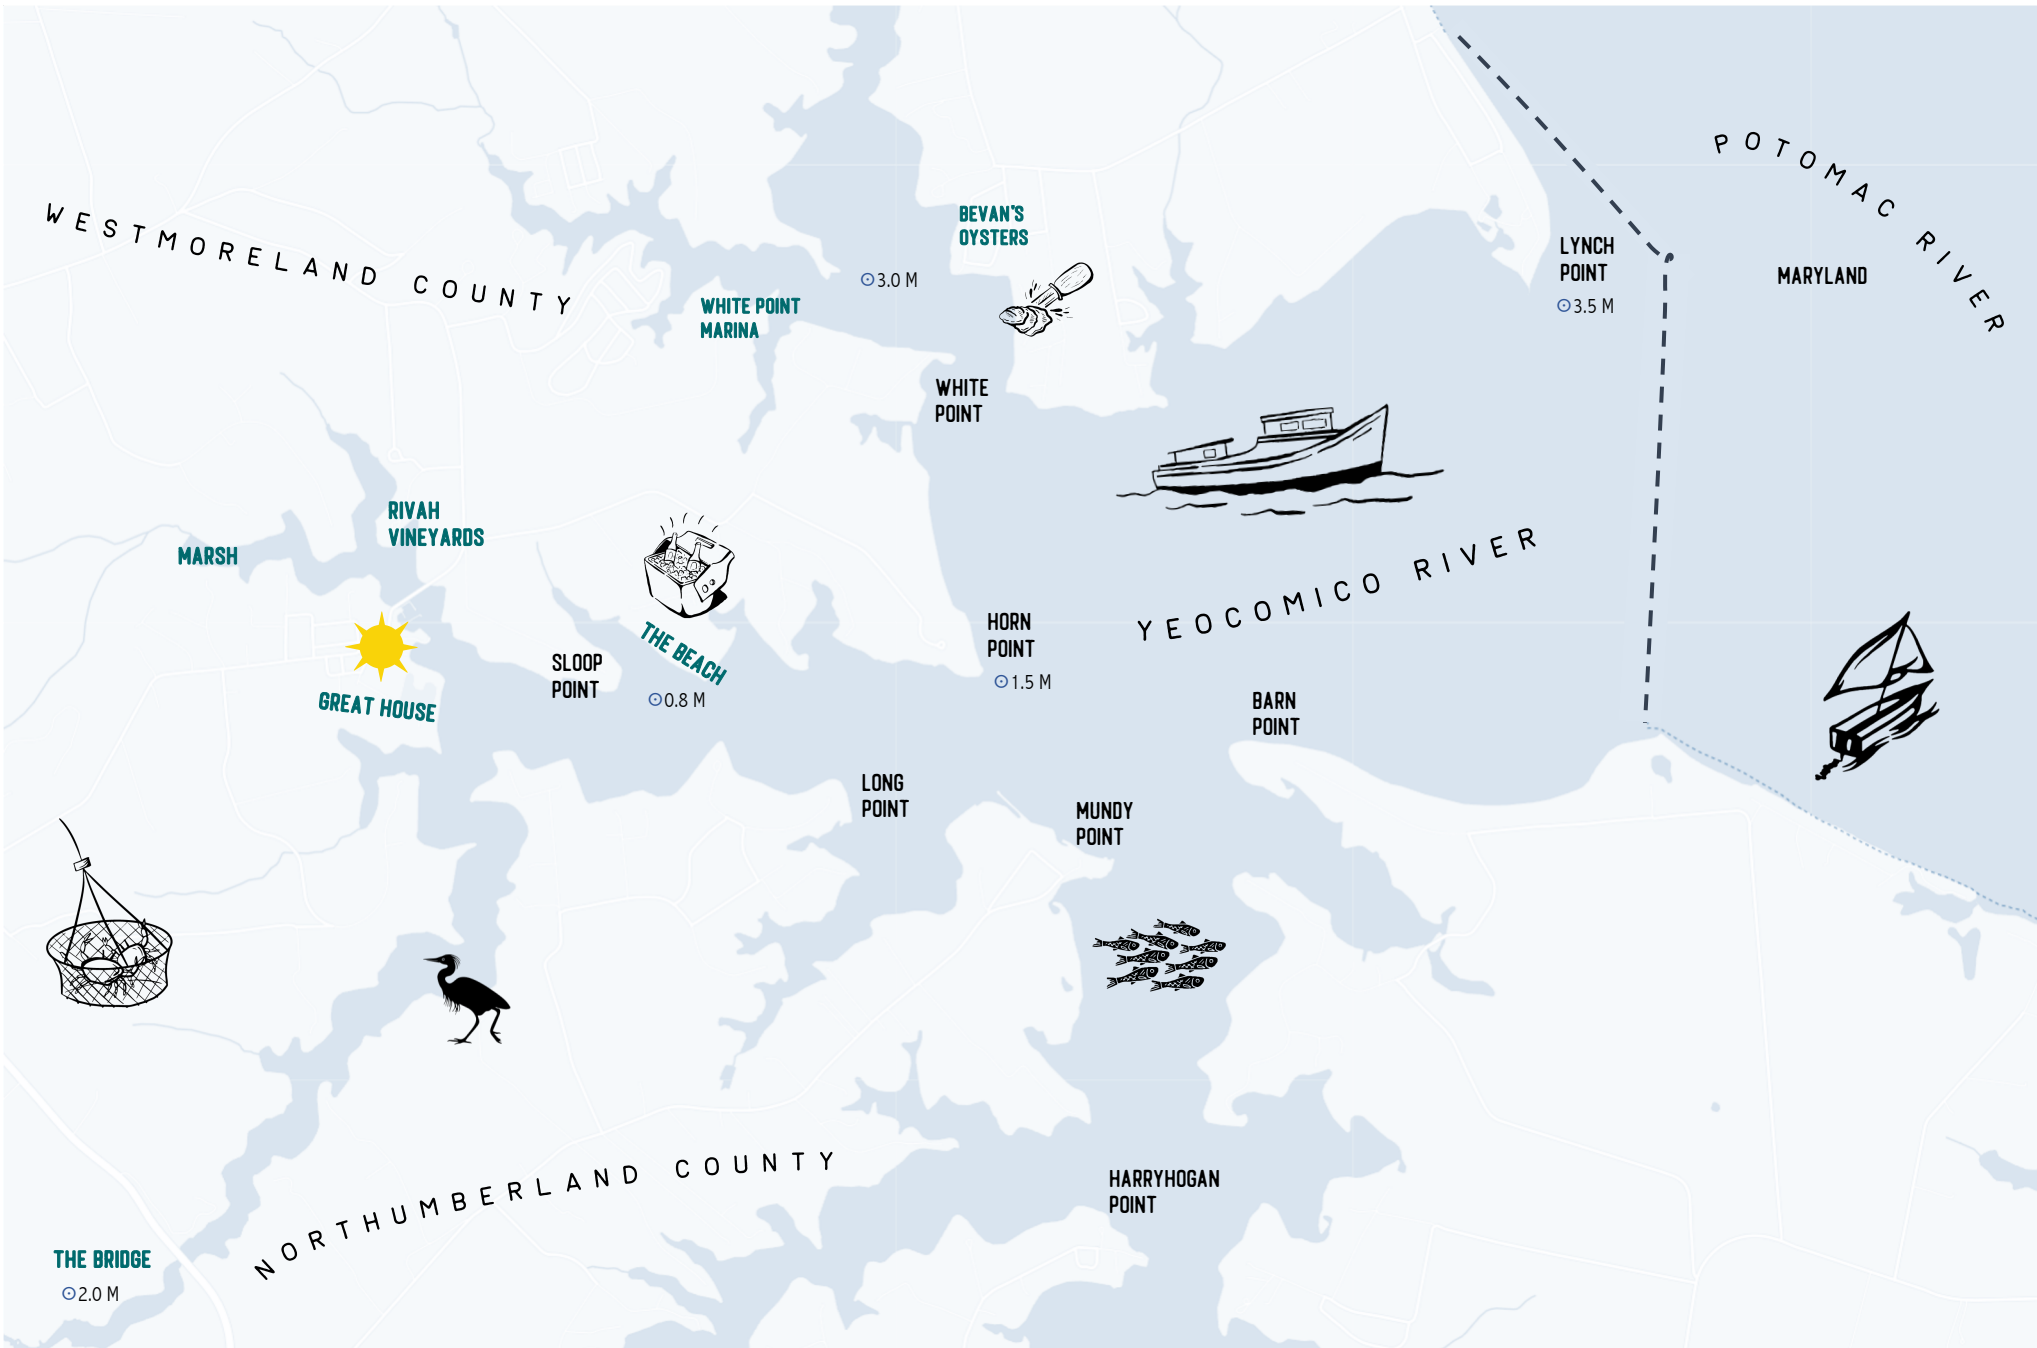 POTOMAC RIVER
WESTMORELAND COUNTY
BEVAN'S
OYSTERS
LYNCH
POINT
3.5 M
MARYLAND
3.0 M
WHITE POINT
MARINA
WHITE
POINT
RIVAH
VINEYARDS
MARSH
YEOCOMICO RIVER
HORN
POINT
1.5 M
THE BEACH
0.8 M
SLOOP
POINT
GREAT HOUSE
BARN
POINT
LONG
POINT
MUNDY
POINT
NORTHUMBERLAND COUNTY
HARRYHOGAN
POINT
THE BRIDGE
2.0 M